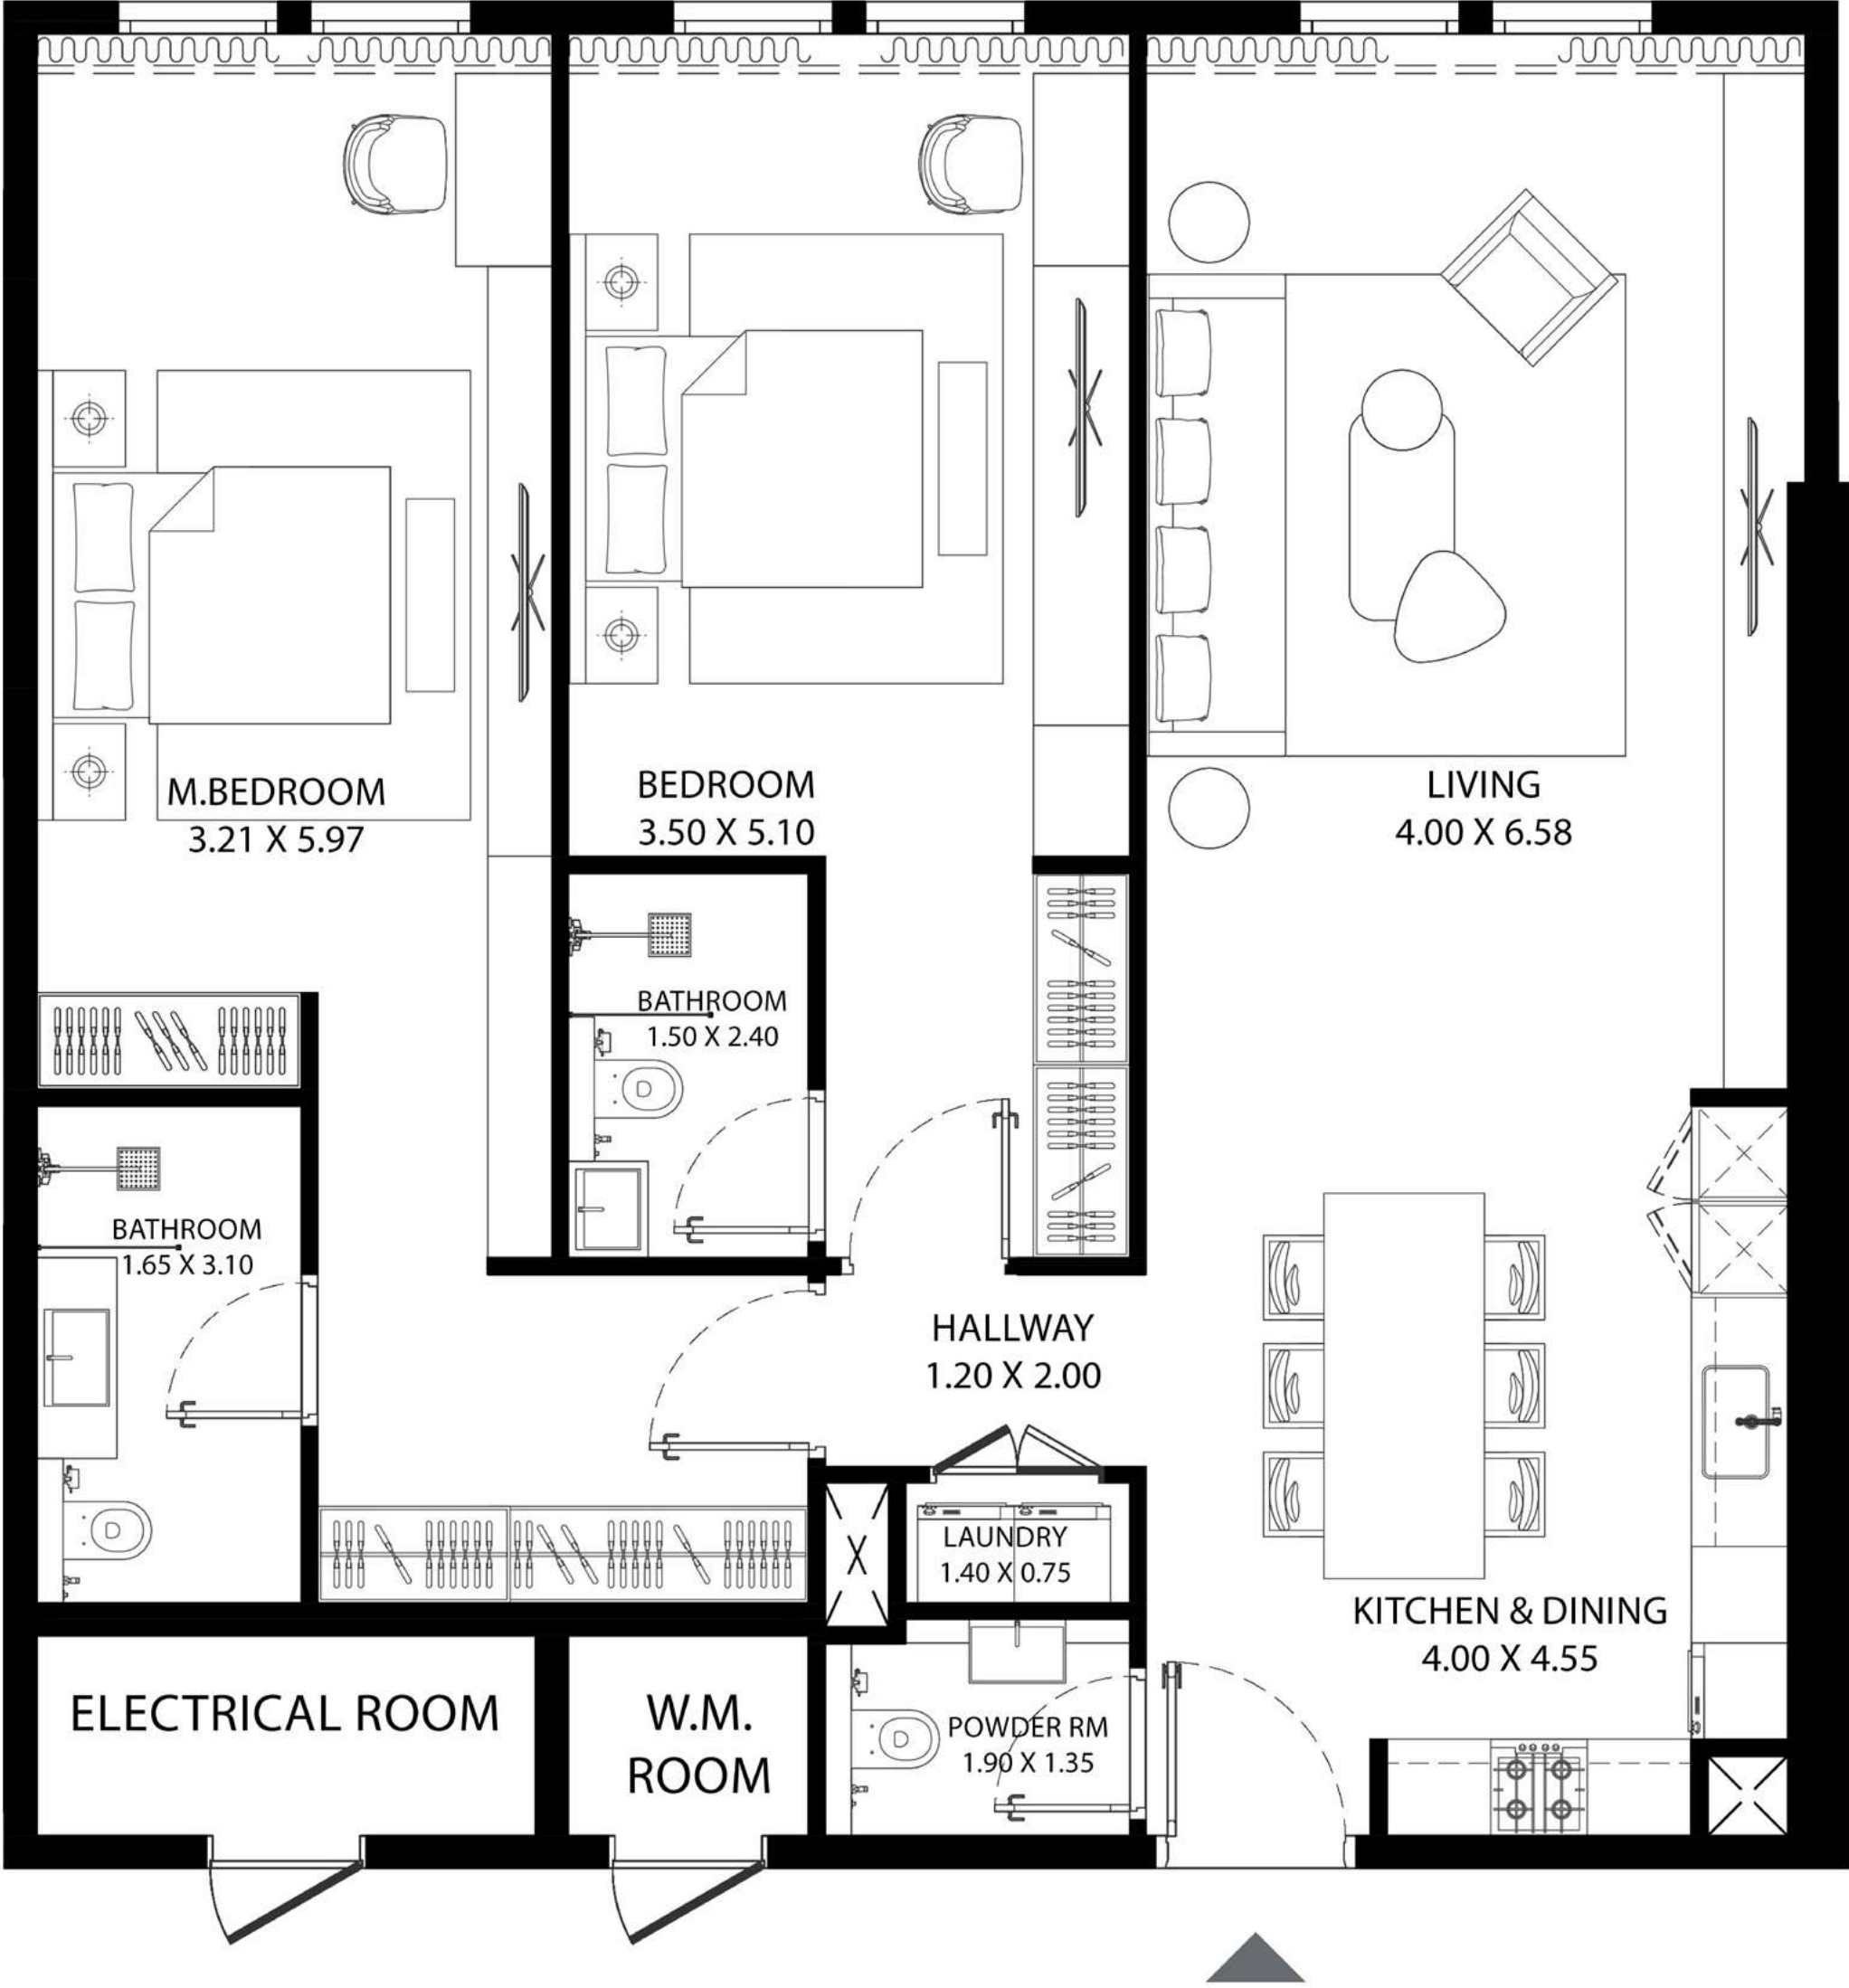 M.BEDROOM
3.21 X 5.97
BEDROOM
3.50 X 5.10
LIVING
4.00 X 6.58
BATHROOM
1.50 X 2.40
BATHROOM
1.65 X 3.10
HALLWAY
1.20 X 2.00
LAUNDRY
1.40 X 0.75
KITCHEN & DINING
4.00 X 4.55
ELECTRICAL ROOM
W.M.
ROOM
POWDER RM
1.90 X 1.35